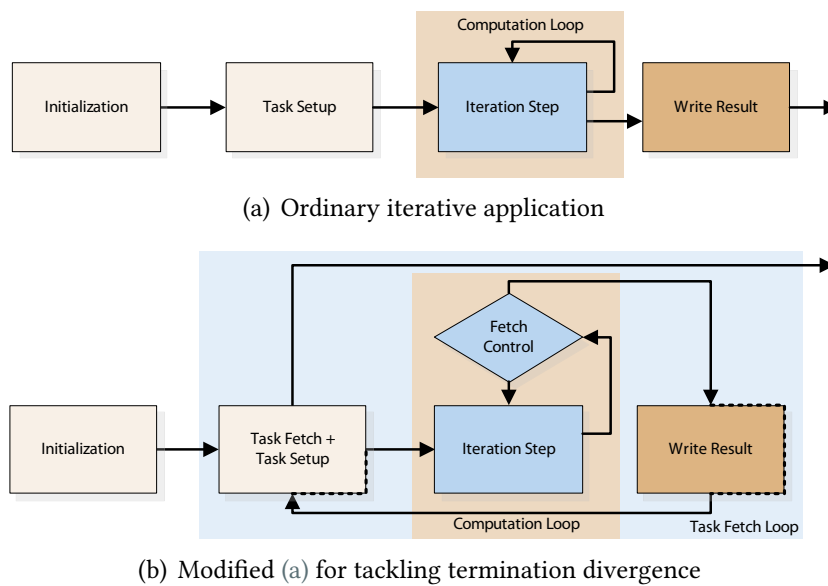 Computation Loop
Initialization
Task Setup
Iteration Step
Write Result
(a) Ordinary iterative application
Fetch
Control
Initialization
Task Fetch +
Task Setup
Iteration Step
Write Result
Computation Loop
Task Fetch Loop
(b) Modified (a) for tackling termination divergence